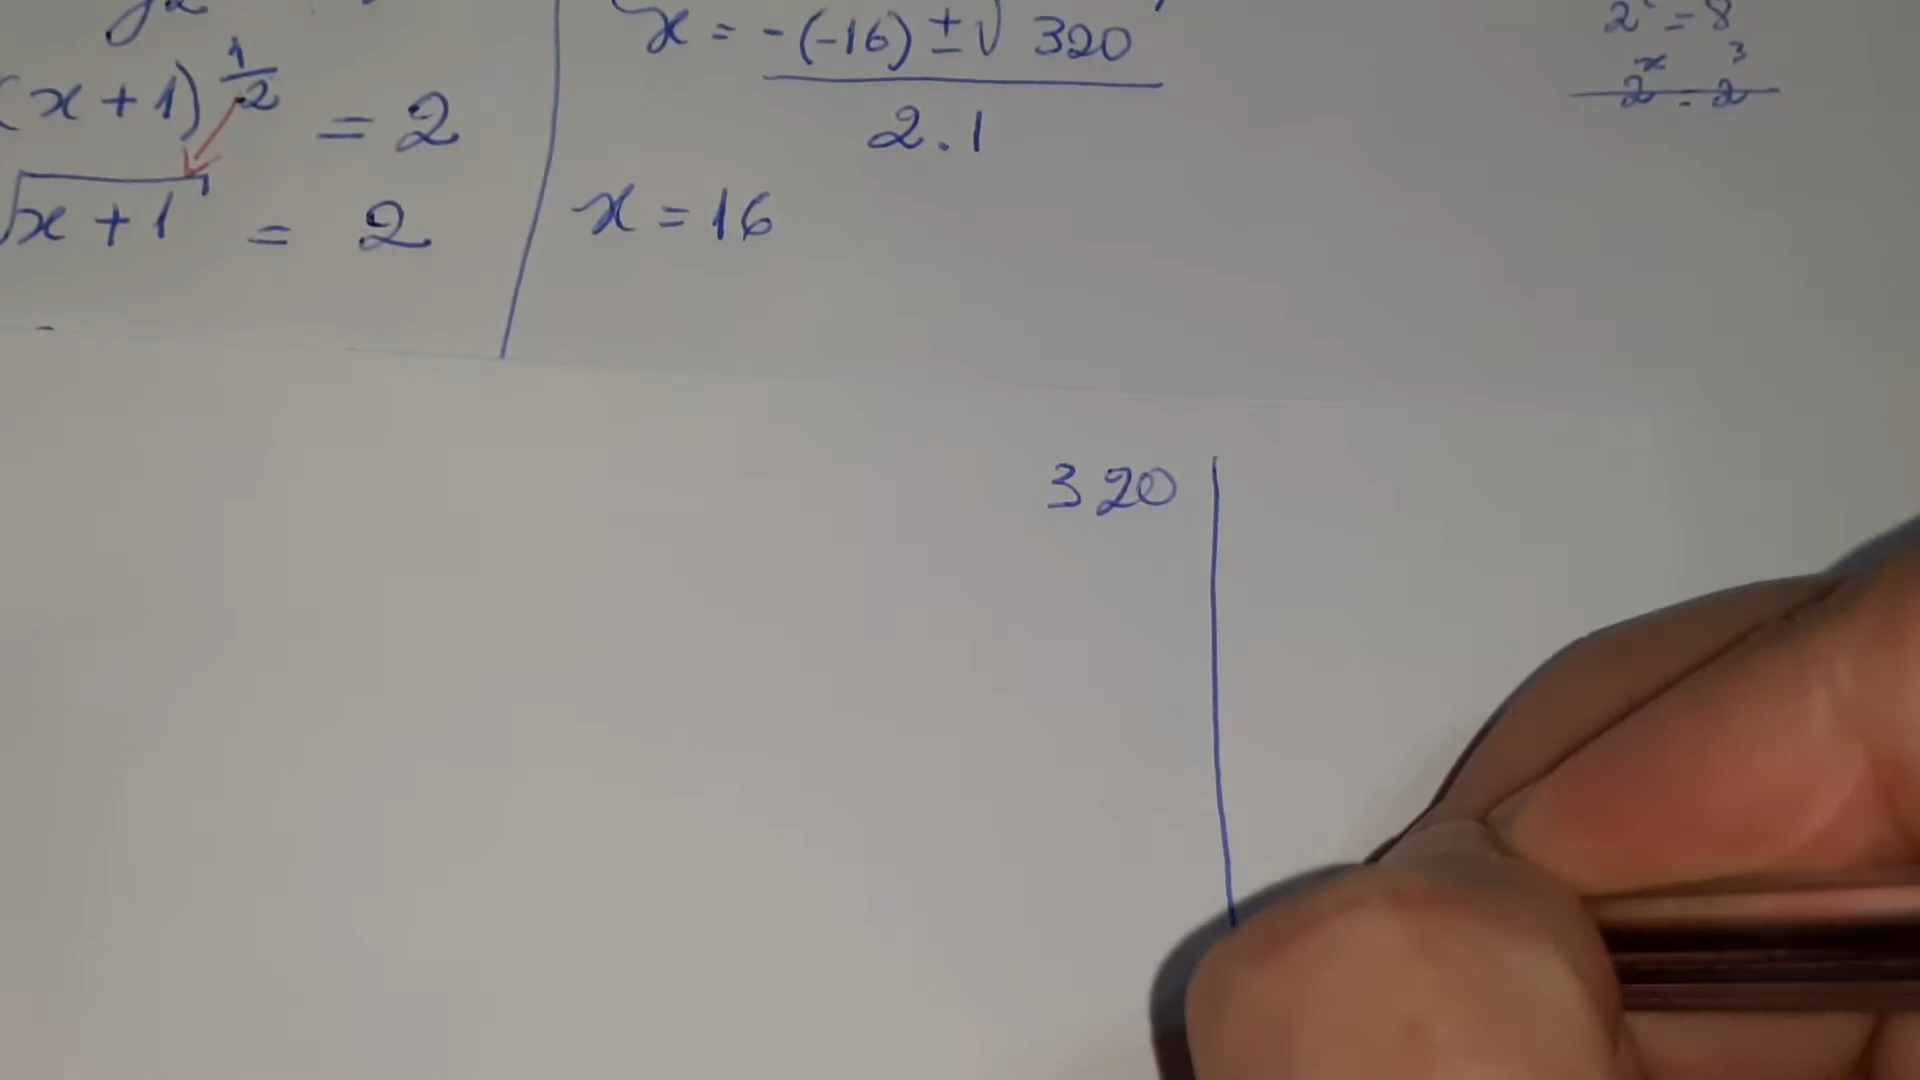 (x+1)^{1/2} = 2
√x+1 = 2
x = -(-16) ± √320
2.1
x = 16
2^x = 8
2^x = 2^3
320